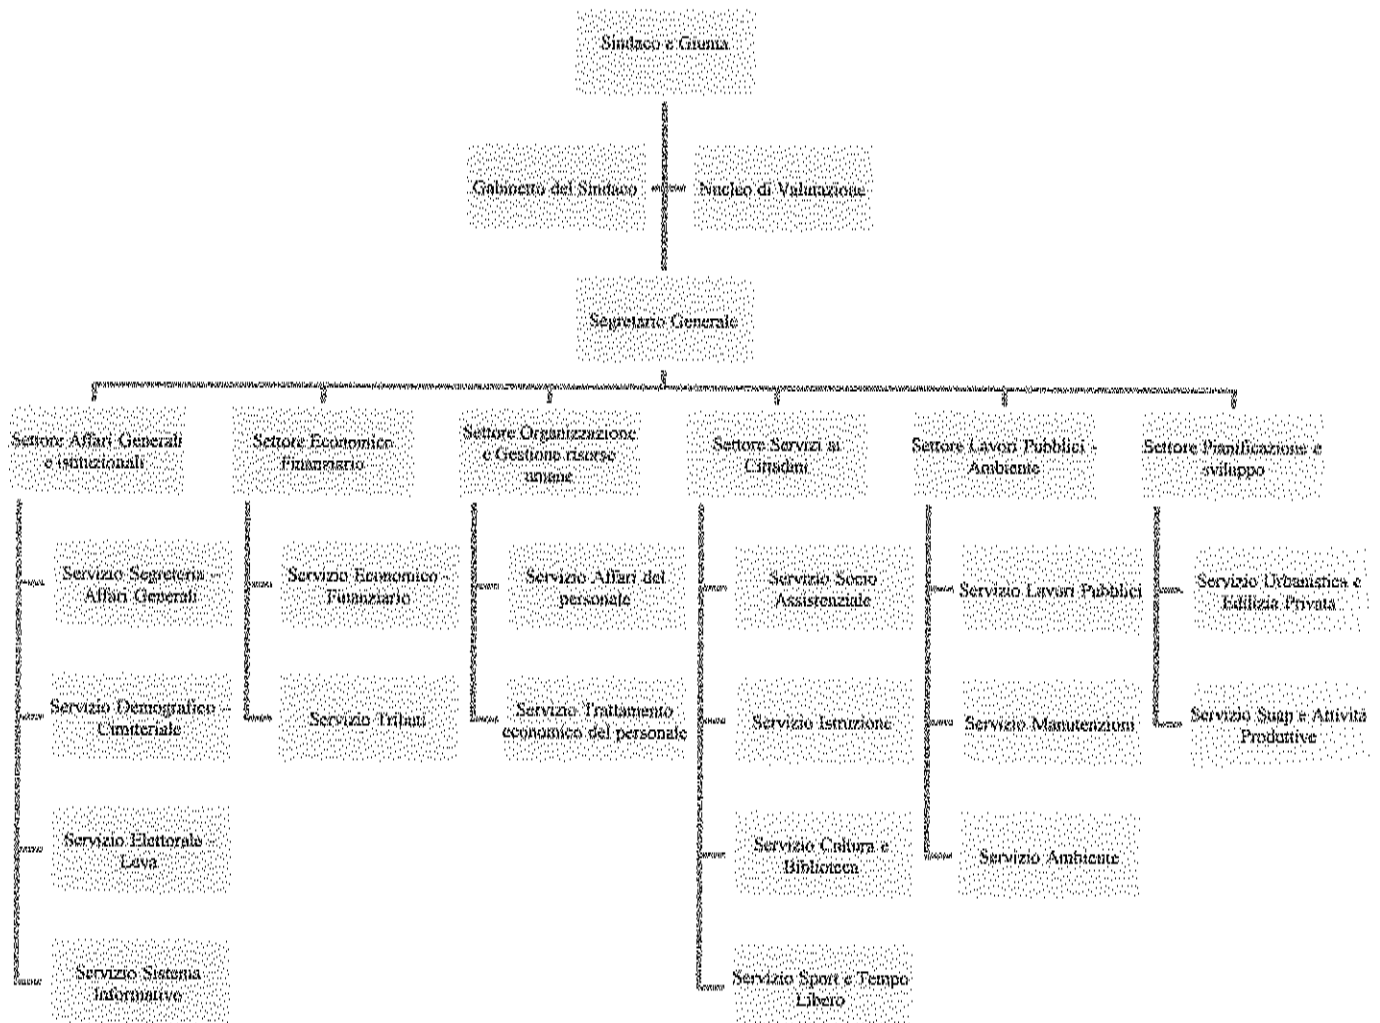 Sindaco e Giunta
Gabinetto del Sindaco
Nucleo di Valutazione
Segretario Generale
Settore Affari Generali
e istituzionali
Settore Economico
Finanziario
Settore Organizzazione
e Gestione risorse
umane
Settore Servizi ai
Cittadini
Settore Lavori Pubblici -
Ambiente
Settore Pianificazione e
sviluppo
Servizio Segreteria –
Affari Generali
Servizio Demografico –
Cimiteriale
Servizio Elettorale -
Leva
Servizio Sistema
Informativo
Servizio Economico -
Finanziario
Servizio Tributi
Servizio Affari del
personale
Servizio Trattamento
economico del personale
Servizio Socio
Assistenziale
Servizio Istruzione
Servizio Cultura e
Biblioteca
Servizio Sport e Tempo
Libero
Servizio Lavori Pubblici
Servizio Manutenzioni
Servizio Ambiente
Servizio Urbanistica e
Edilizia Privata
Servizio Suap e Attività
Produttive